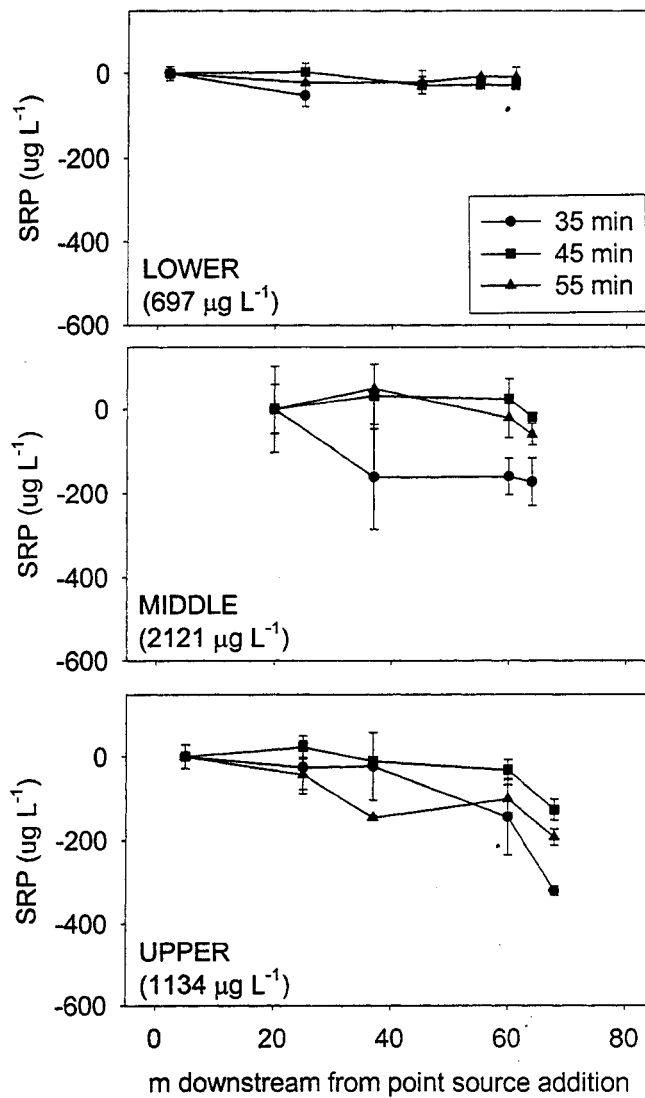 0
-200
-400
-600
SRP (ug L-1)
LOWER
(697 µg L-1)
35 min
45 min
55 min
0
-200
-400
-600
SRP (ug L-1)
MIDDLE
(2121 µg L-1)
0
-200
-400
-600
SRP (ug L-1)
UPPER
(1134 µg L-1)
0 20 40 60 80
m downstream from point source addition